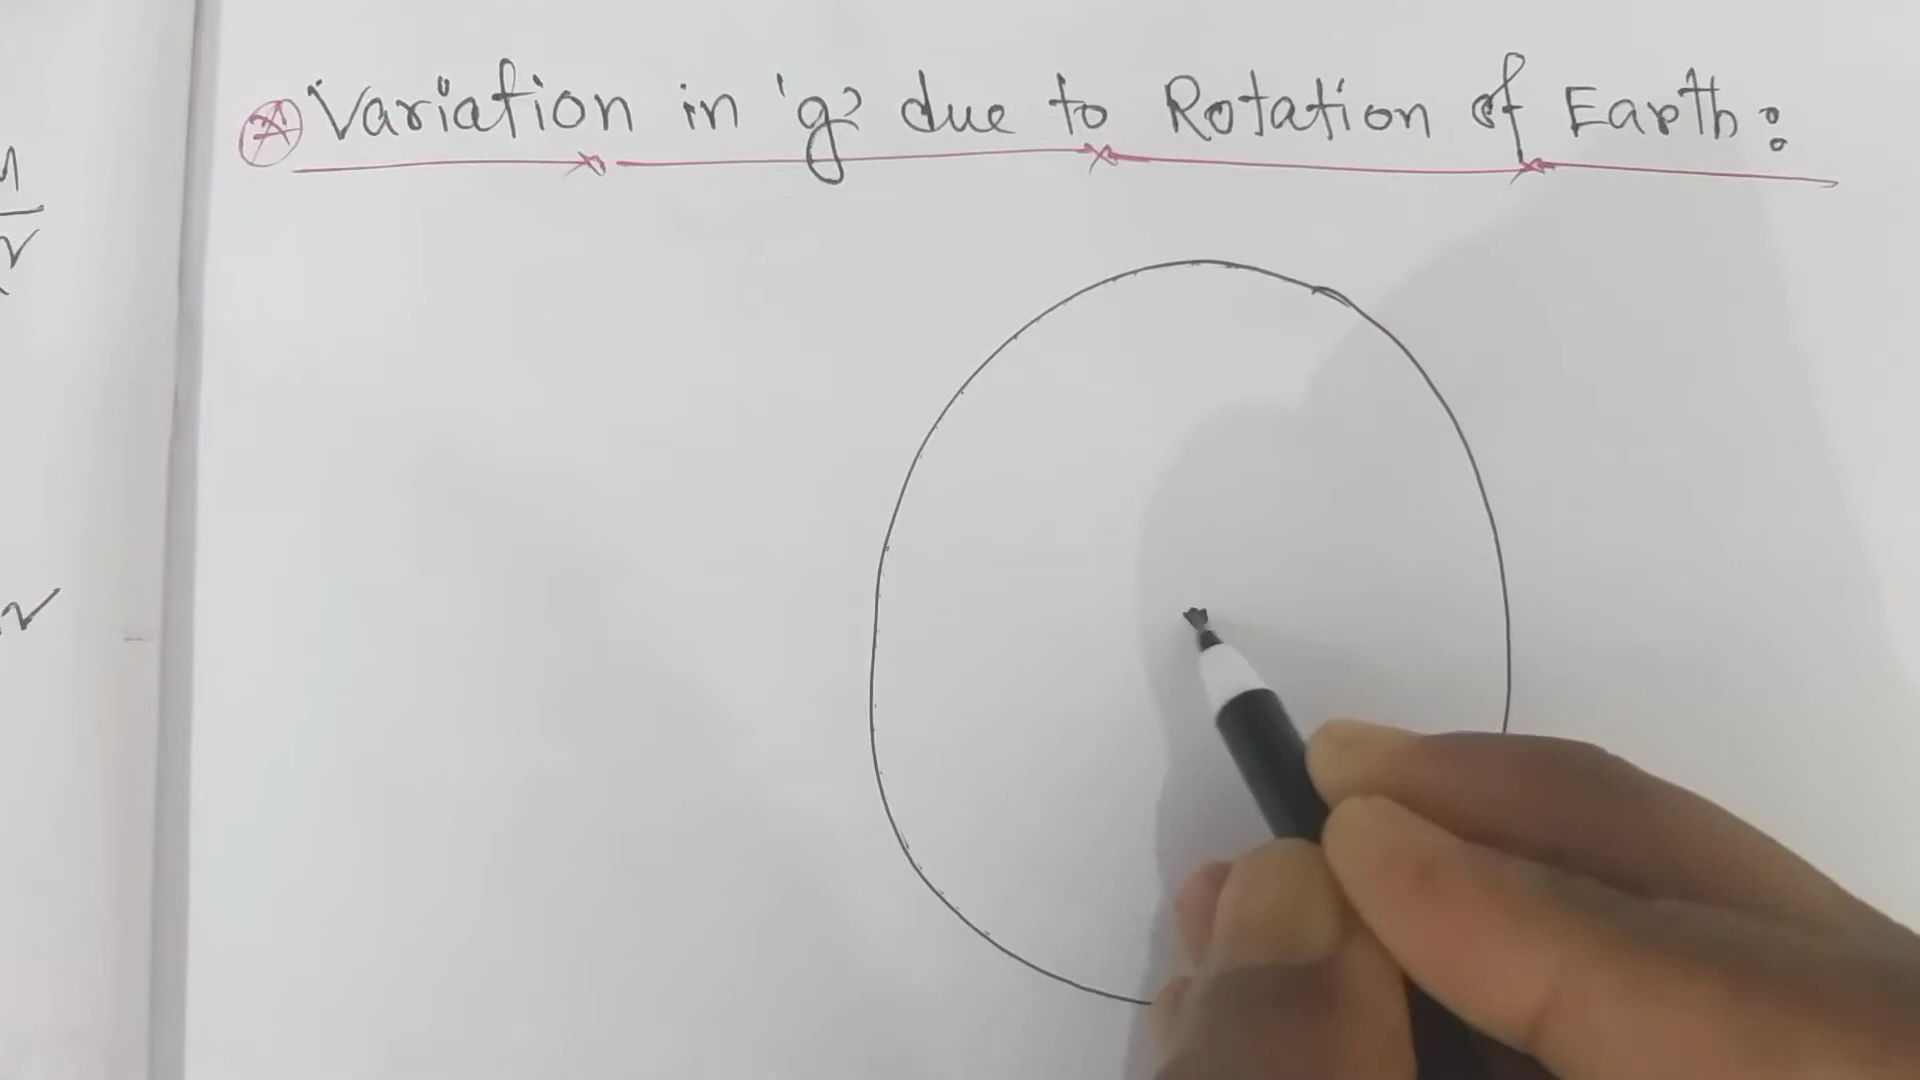 Variation in 'g' due to Rotation of Earth: